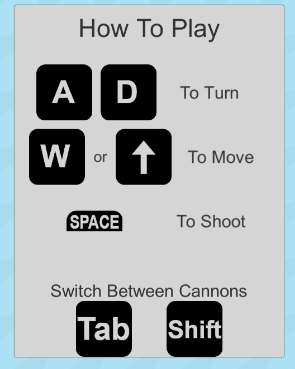 How To Play
A D To Turn
W or ↑ To Move
SPACE To Shoot
Switch Between Cannons
Tab Shift